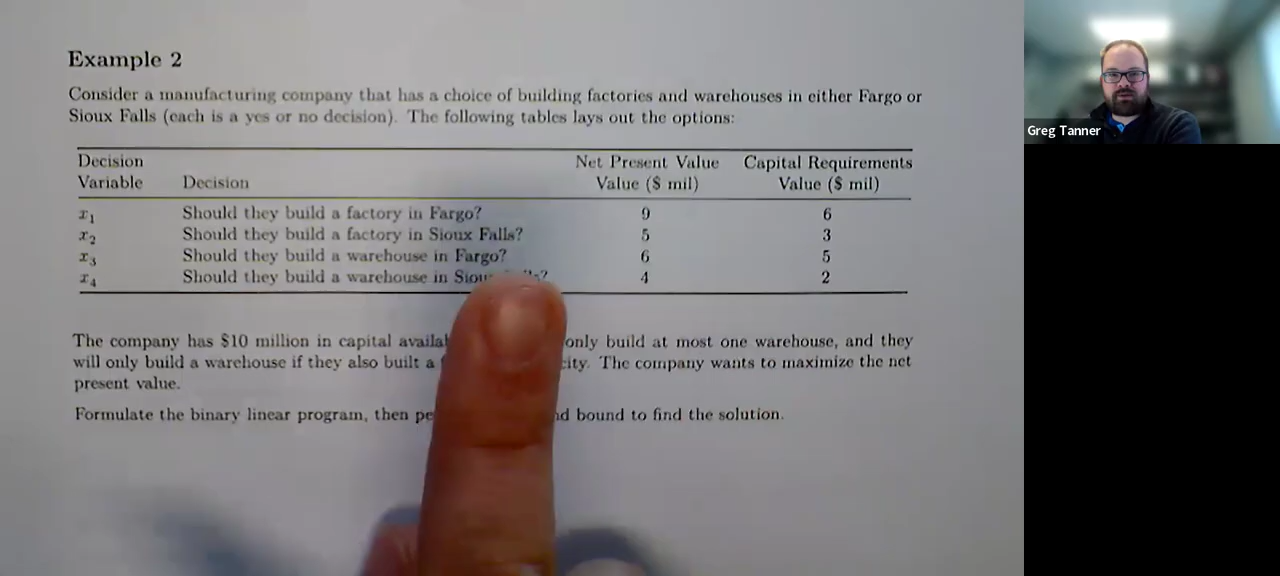 Example 2
Consider a manufacturing company that has a choice of building factories and warehouses in either Fargo or
Sioux Falls (each is a yes or no decision). The following tables lays out the options:
Decision Net Present Value Capital Requirements
Variable Decision Value ($ mil) Value ($ mil)
x1 Should they build a factory in Fargo? 9 6
x2 Should they build a factory in Sioux Falls? 5 3
x3 Should they build a warehouse in Fargo? 6 5
x4 Should they build a warehouse in 4 2
The company has $10 million in capital only build at most one warehouse, and they
will only build a warehouse if they also built a city. The company wants to maximize the net
present value.
Formulate the binary linear program, then bound to find the solution.
Greg Tanner